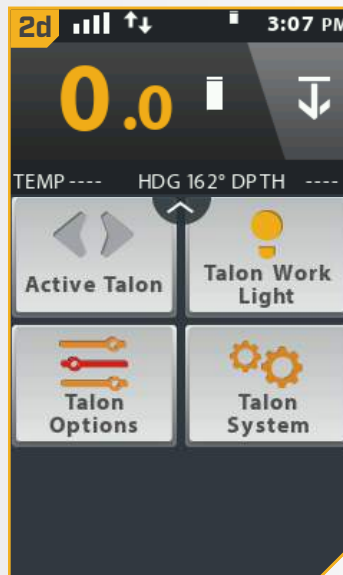 2d 3:07 PM
0.0
TEMP ---- HDG 162° DPTH ----
Active Talon
Talon Work
Light
Talon
Options
Talon
System